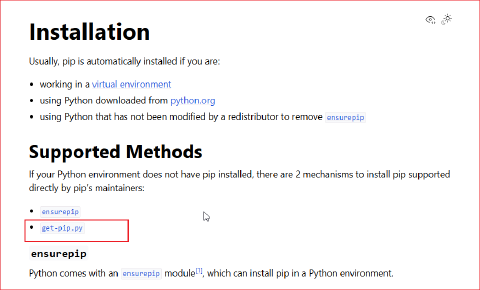 Installation
Usually, pip is automatically installed if you are:
• working in a virtual environment
• using Python downloaded from python.org
• using Python that has not been modified by a redistributor to remove ensurepip
Supported Methods
If your Python environment does not have pip installed, there are 2 mechanisms to install pip supported
directly by pip's maintainers:
• ensurepip
• get-pip.py
ensurepip
Python comes with an ensurepip module[1], which can install pip in a Python environment.